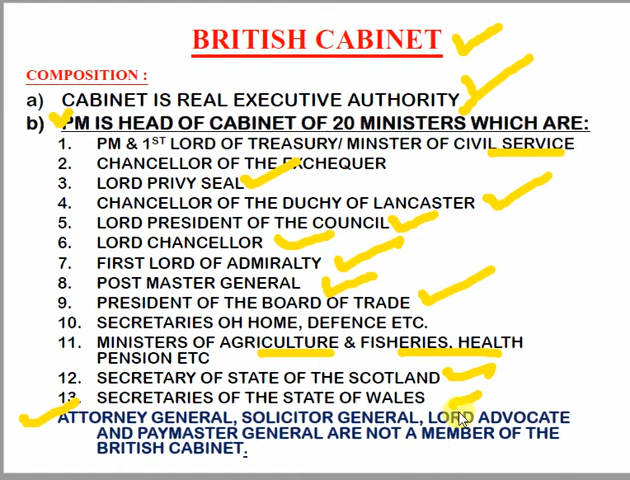 BRITISH CABINET
COMPOSITION :
a) CABINET IS REAL EXECUTIVE AUTHORITY
b) PM IS HEAD OF CABINET OF 20 MINISTERS WHICH ARE:
1. PM & 1ST LORD OF TREASURY/ MINSTER OF CIVIL SERVICE
2. CHANCELLOR OF THE EXCHEQUER
3. LORD PRIVY SEAL
4. CHANCELLOR OF THE DUCHY OF LANCASTER
5. LORD PRESIDENT OF THE COUNCIL
6. LORD CHANCELLOR
7. FIRST LORD OF ADMIRALTY
8. POST MASTER GENERAL
9. PRESIDENT OF THE BOARD OF TRADE
10. SECRETARIES OH HOME, DEFENCE ETC.
11. MINISTERS OF AGRICULTURE & FISHERIES, HEALTH
PENSION ETC
12. SECRETARY OF STATE OF THE SCOTLAND
13. SECRETARIES OF THE STATE OF WALES
ATTORNEY GENERAL, SOLICITOR GENERAL, LORD ADVOCATE
AND PAYMASTER GENERAL ARE NOT A MEMBER OF THE
BRITISH CABINET.